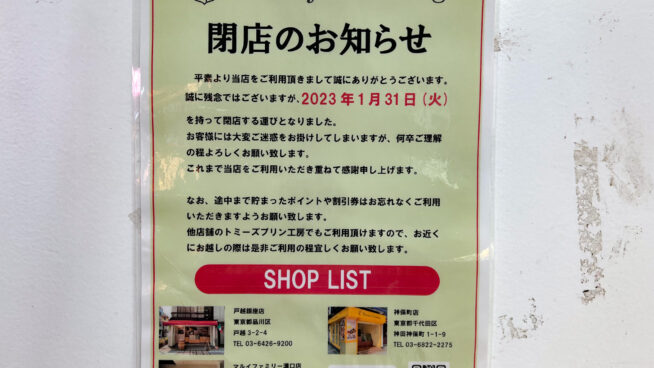 閉店のお知らせ
平素より当店をご利用頂きまして誠にありがとうございます。
誠に残念ではございますが、2023年1月31日(火)
を持って閉店する運びとなりました。
お客様には大変ご迷惑をお掛けしてしまいますが、何卒ご理解
の程よろしくお願い致します。
これまで当店をご利用いただき重ねて感謝申し上げます。
なお、途中まで貯まったポイントや割引券はお忘れなくご利用
いただきますようお願い致します。
他店舗のトミーズプリン工房でもご利用頂けますので、お近く
にお越しの際は是非ご利用の程宜しくお願い致します。
SHOP LIST
戸越銀座店
東京都品川区
戸越 3-2-4
TEL 03-6426-9200
神保町店
東京都千代田区
神田神保町 1-1-9
TEL 03-6822-2275
マルイファミリー溝口店